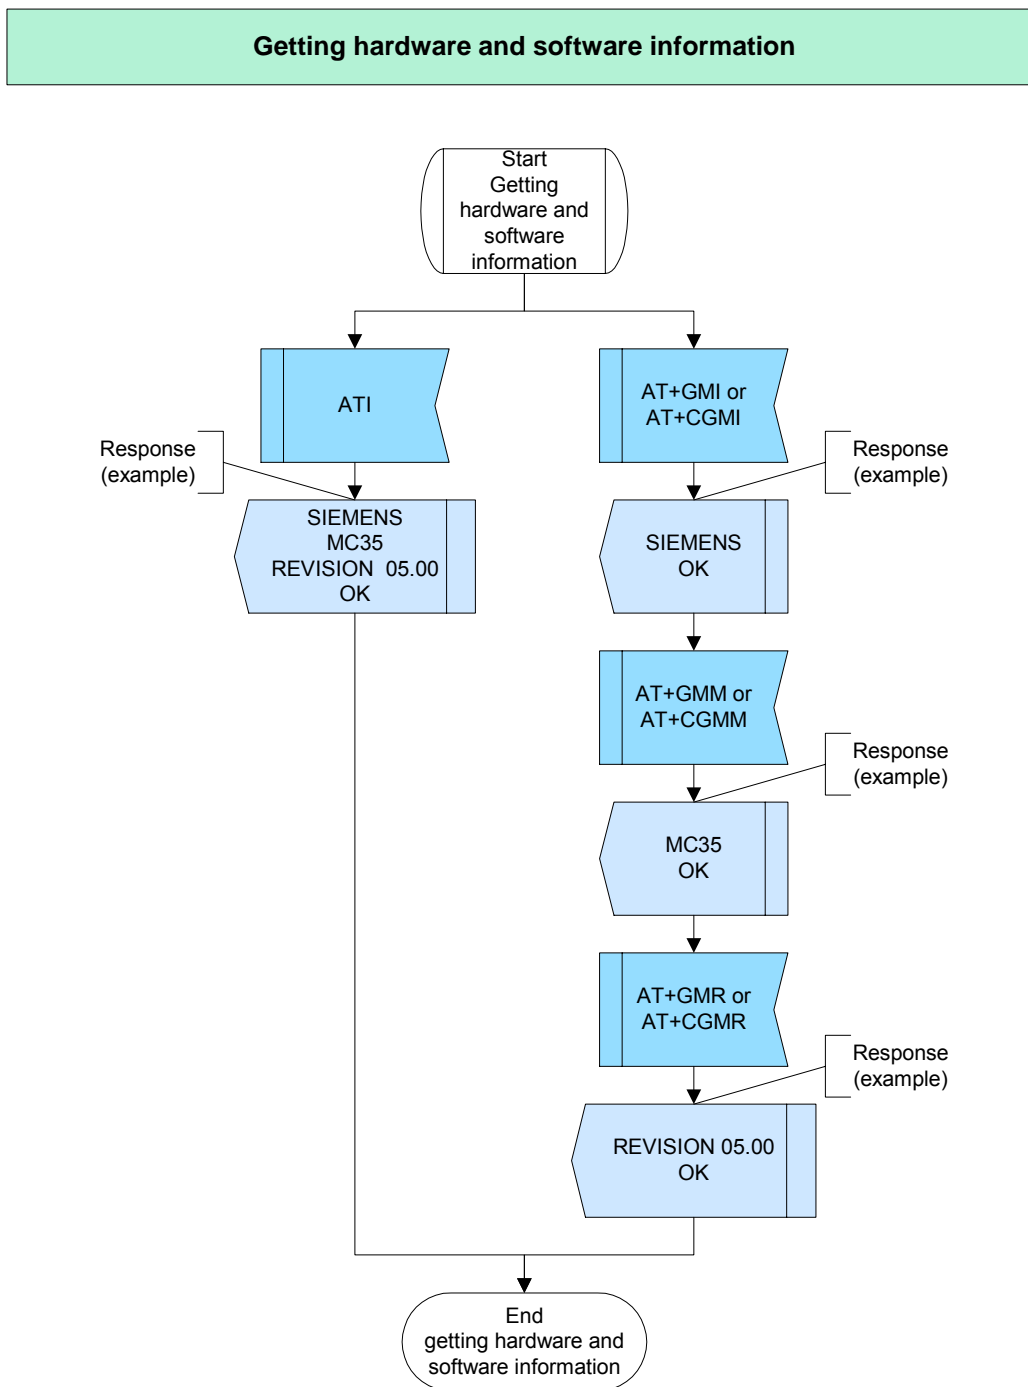 Getting hardware and software information
Start
Getting
hardware and
software
information
ATI
Response
(example)
SIEMENS
MC35
REVISION 05.00
OK
AT+GMI or
AT+CGMI
Response
(example)
SIEMENS
OK
AT+GMM or
AT+CGMM
Response
(example)
MC35
OK
AT+GMR or
AT+CGMR
Response
(example)
REVISION 05.00
OK
End
getting hardware and
software information